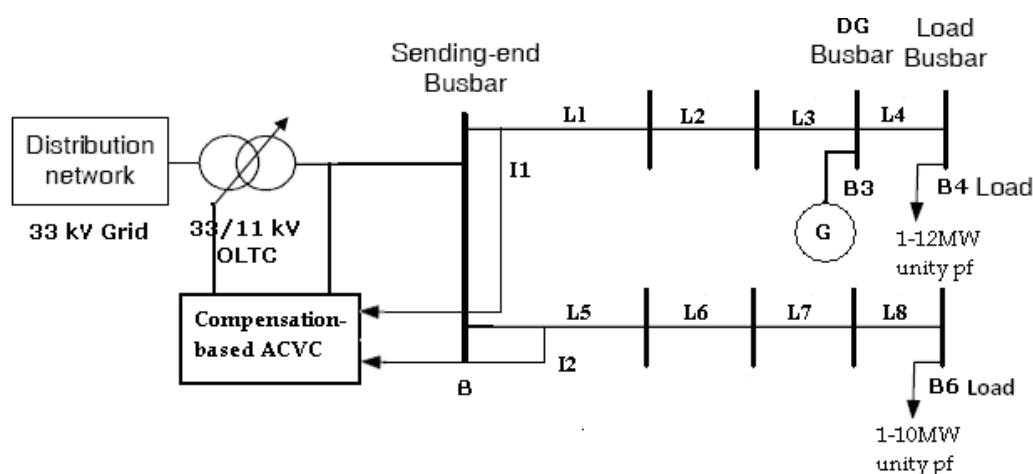 DG
Busbar
Load
Busbar
Sending-end
Busbar
L1
L2
L3
L4
Distribution
network
I1
B3
B4 Load
33 kV Grid
33/11 kV
OLTC
G
1-12MW
unity pf
Compensation-
based ACVC
L5
L6
L7
L8
I2
B
B6 Load
1-10MW
unity pf